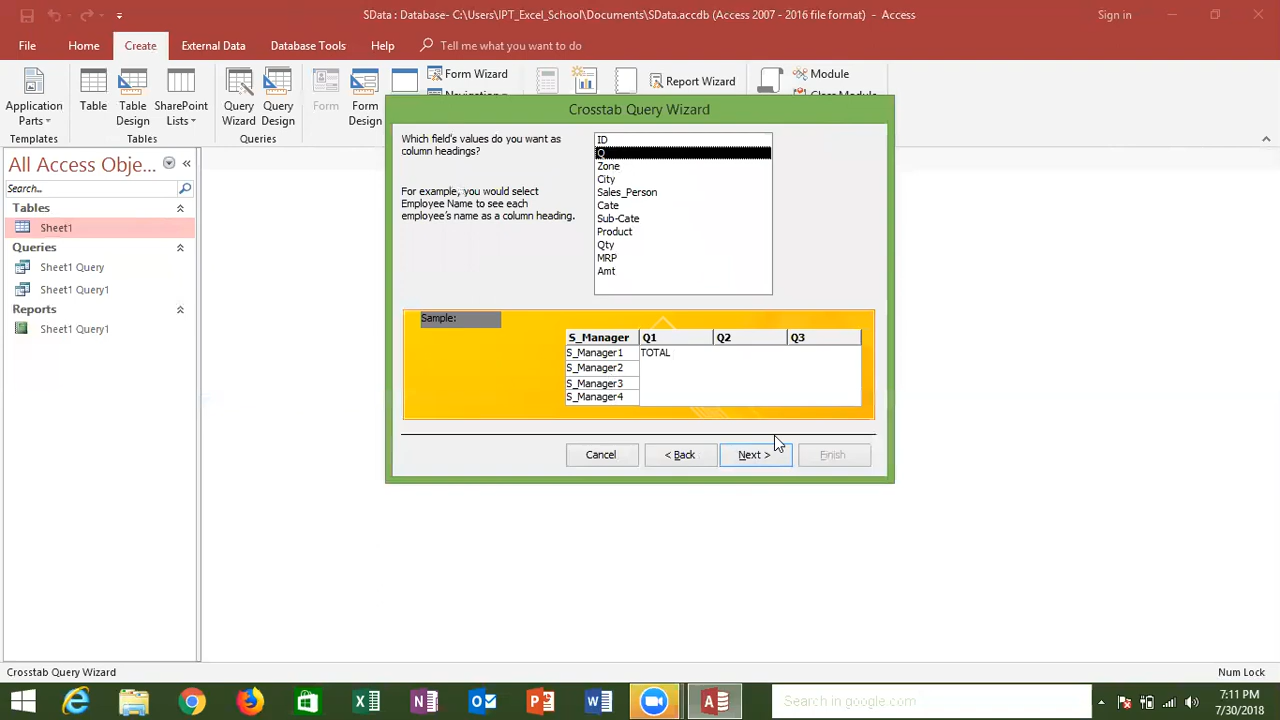 SData : Database- C:\Users\IPT_Excel_School\Documents\SData.accdb (Access 2007 - 2016 file format) - Access
Sign in
File Home Create External Data Database Tools Help Tell me what you want to do
Application Parts
Templates
Table
Table Design
SharePoint Lists
Tables
Query Wizard
Query Design
Queries
Form
Form Design
Form Wizard
Report Wizard
Module
All Access Obje...
Search...
Tables
Sheet1
Queries
Sheet1 Query
Sheet1 Query1
Reports
Sheet1 Query1
Crosstab Query Wizard
Which field's values do you want as
column headings?
For example, you would select
Employee Name to see each
employee's name as a column heading.
ID
Q
Zone
City
Sales_Person
Cate
Sub-Cate
Product
Qty
MRP
Amt
Sample:
S_Manager Q1 Q2 Q3
S_Manager1 TOTAL
S_Manager2
S_Manager3
S_Manager4
Cancel < Back Next > Finish
Crosstab Query Wizard
Num Lock
Search in google.com
7:11 PM
7/30/2018